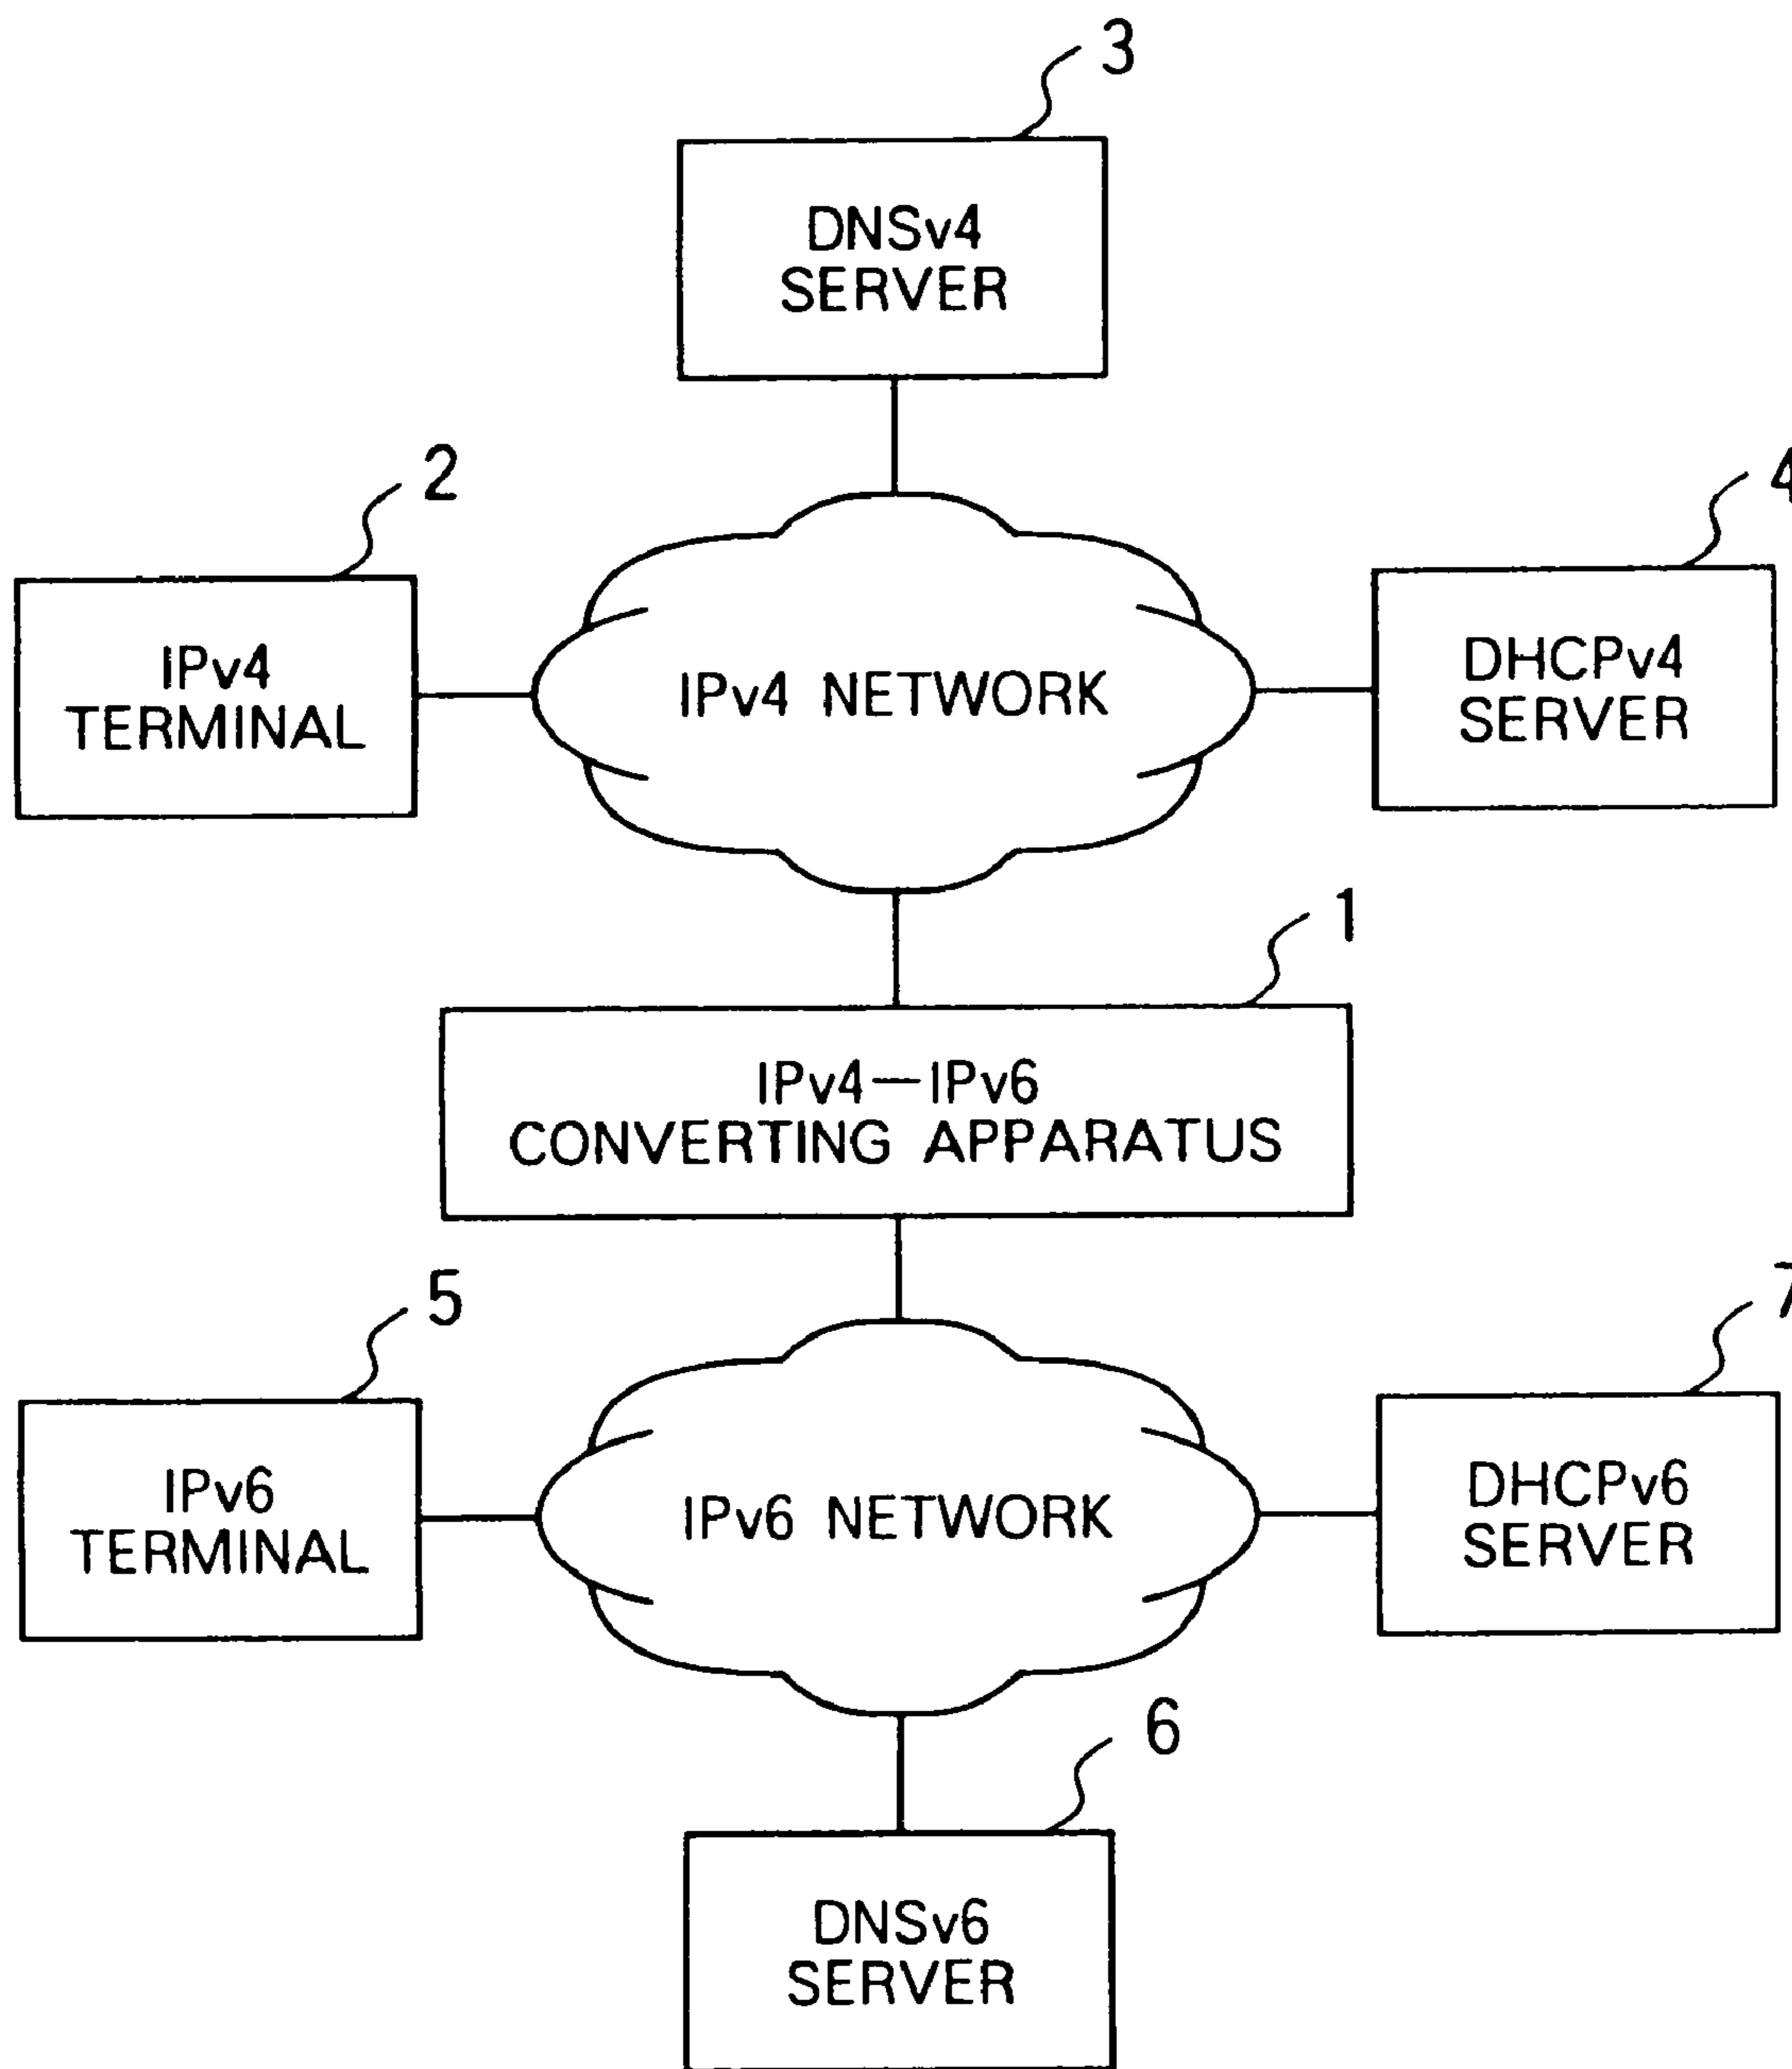 3
DNSv4
SERVER
2
4
IPv4
TERMINAL
IPv4 NETWORK
DHCPv4
SERVER
1
IPv4—IPv6
CONVERTING APPARATUS
5
7
IPv6
TERMINAL
IPv6 NETWORK
DHCPv6
SERVER
6
DNSv6
SERVER